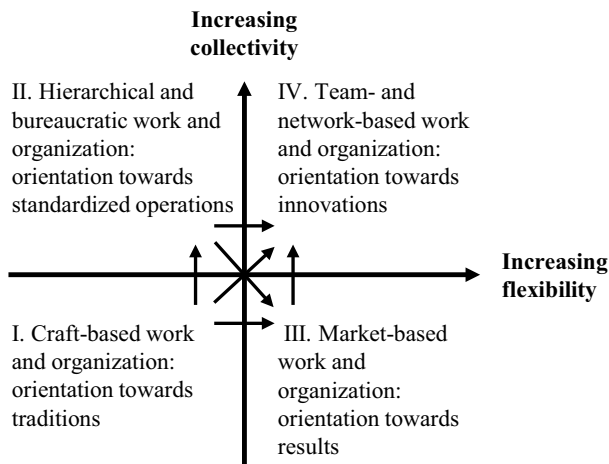 Increasing
collectivity
II. Hierarchical and
bureaucratic work and
organization:
orientation towards
standardized operations
IV. Team- and
network-based work
and organization:
orientation towards
innovations
Increasing
flexibility
I. Craft-based work
and organization:
orientation towards
traditions
III. Market-based
work and
organization:
orientation towards
results